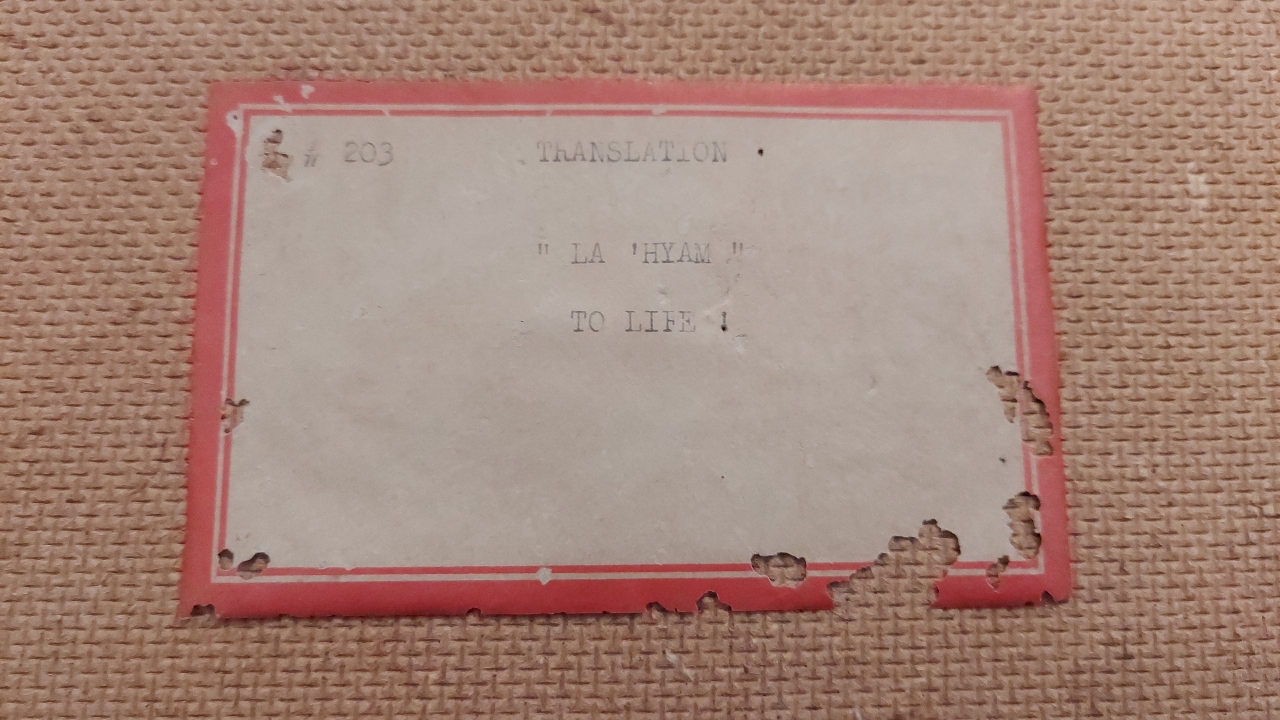 # 203 TRANSLATION .
" LA 'HYAM "
TO LIFE !